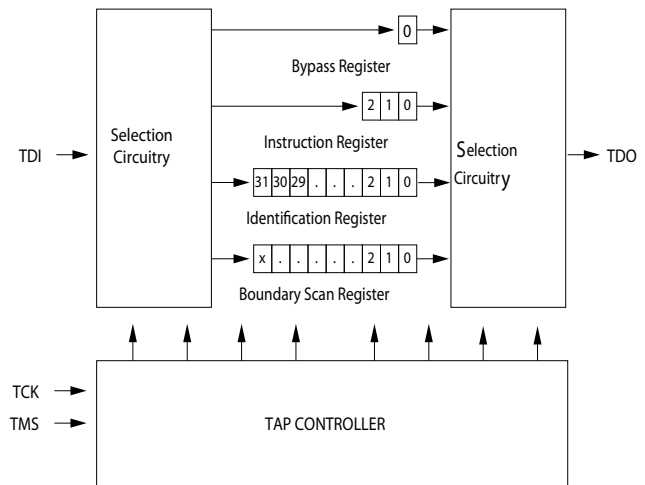 0
Bypass Register
2 1 0
Selection
Circuitry
Instruction Register
Selection
Circuitry
TDI
TDO
31 30 29 . . . 2 1 0
Identification Register
x . . . . . 2 1 0
Boundary Scan Register
TCK
TMS
TAP CONTROLLER